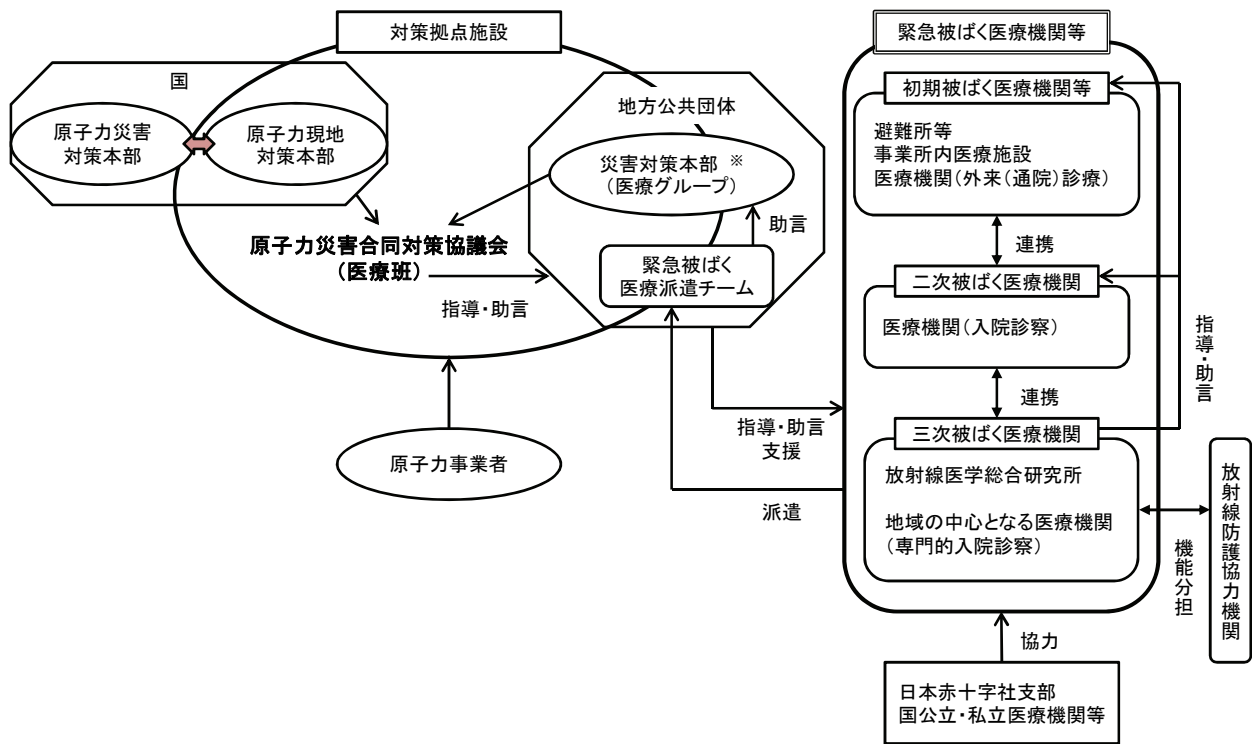 対策拠点施設
国
原子力災害
対策本部
原子力現地
対策本部
地方公共団体
災害対策本部 ※
(医療グループ)
助言
緊急被ばく
医療派遣チーム
原子力災害合同対策協議会
(医療班)
指導・助言
原子力事業者
指導・助言
支援
派遣
緊急被ばく医療機関等
初期被ばく医療機関等
避難所等
事業所内医療施設
医療機関(外来(通院)診療)
連携
二次被ばく医療機関
医療機関(入院診察)
連携
三次被ばく医療機関
放射線医学総合研究所
地域の中心となる医療機関
(専門的入院診察)
指導・助言
機能分担
放射線防護協力機関
協力
日本赤十字社支部
国公立・私立医療機関等